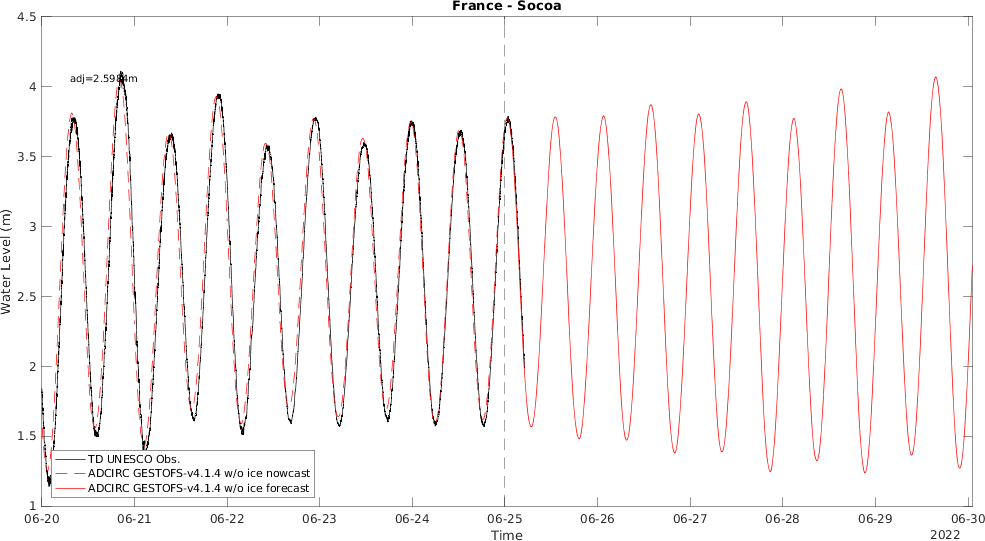 France - Socoa
4.5
4
3.5
3
2.5
2
1.5
1
Water Level (m)
adj=2.5984m
TD UNESCO Obs.
ADCIRC GESTOFS-v4.1.4 w/o ice nowcast
ADCIRC GESTOFS-v4.1.4 w/o ice forecast
06-20 06-21 06-22 06-23 06-24 06-25 06-26 06-27 06-28 06-29 06-30
Time
2022